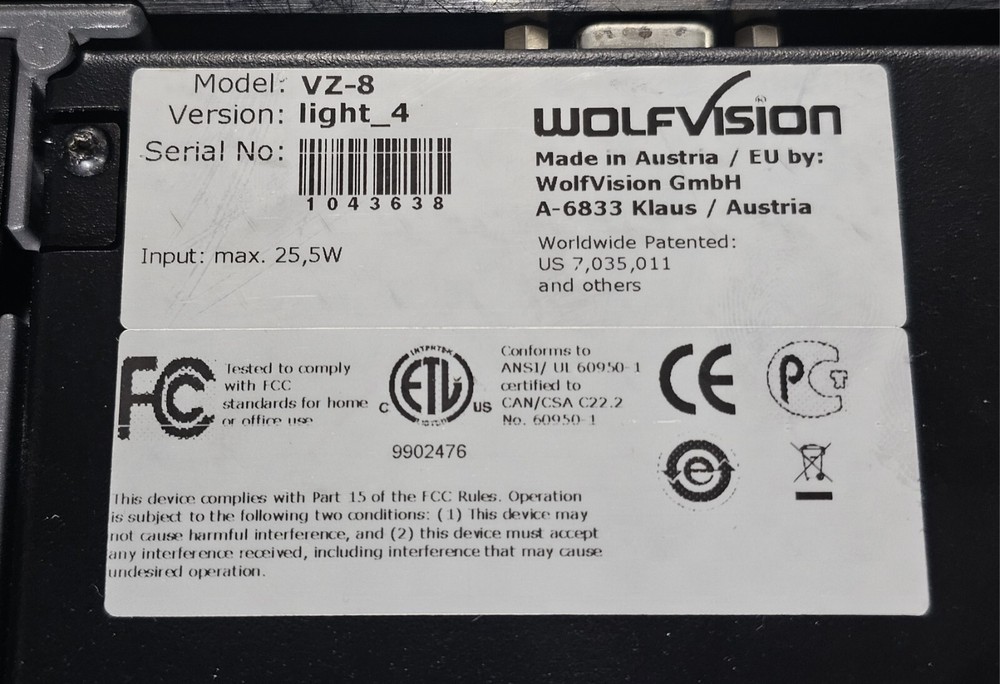 Model: VZ-8
Version: light_4
Serial No:
1043638
Input: max. 25,5W
WOLFVISION®
Made in Austria / EU by:
WolfVision GmbH
A-6833 Klaus / Austria
Worldwide Patented:
US 7,035,011
and others
FC
Tested to comply
with FCC
standards for home
or office use
INTERTEK
C ETL US
9902476
Conforms to
ANSI/ UL 60950-1
certified to
CAN/CSA C22.2
No. 60950-1
CE
PCT
e
This device complies with Part 15 of the FCC Rules. Operation
is subject to the following two conditions: (1) This device may
not cause harmful interference, and (2) this device must accept
any interference received, including interference that may cause
undesired operation.